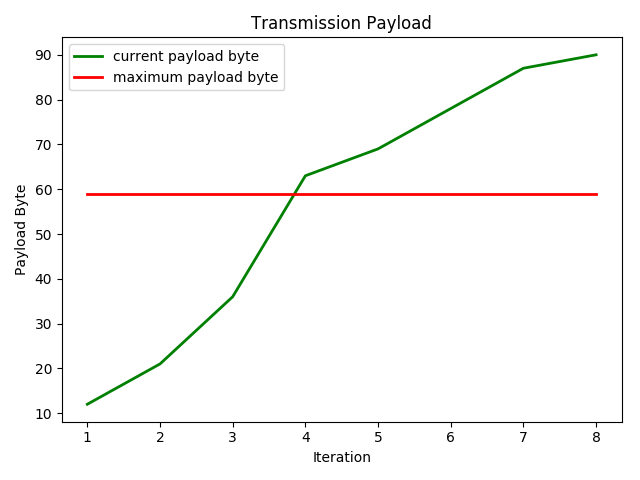 Transmission Payload
current payload byte
maximum payload byte
90
80
70
60
50
40
30
20
10
Payload Byte
1 2 3 4 5 6 7 8
Iteration